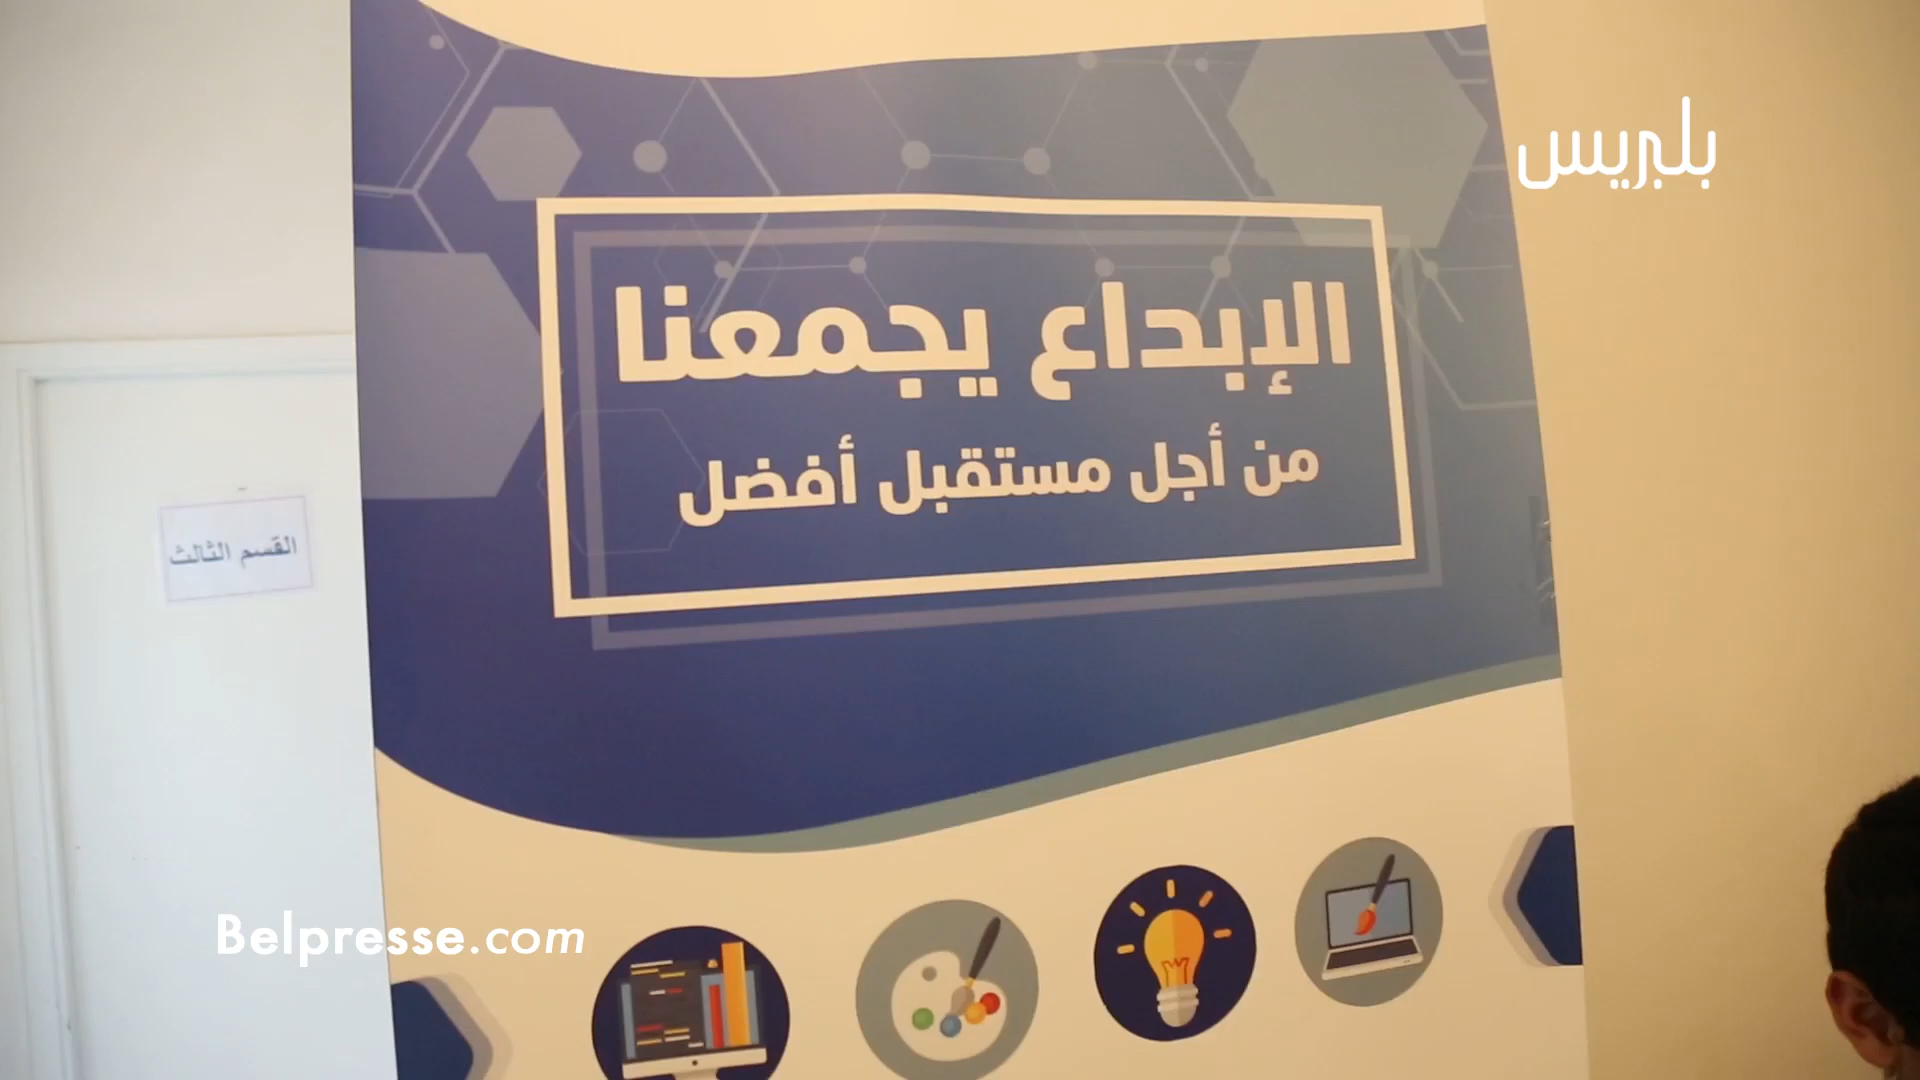 بلبريس
الإبداع يجمعنا
من أجل مستقبل أفضل
القسم الثالث
Belpresse.com